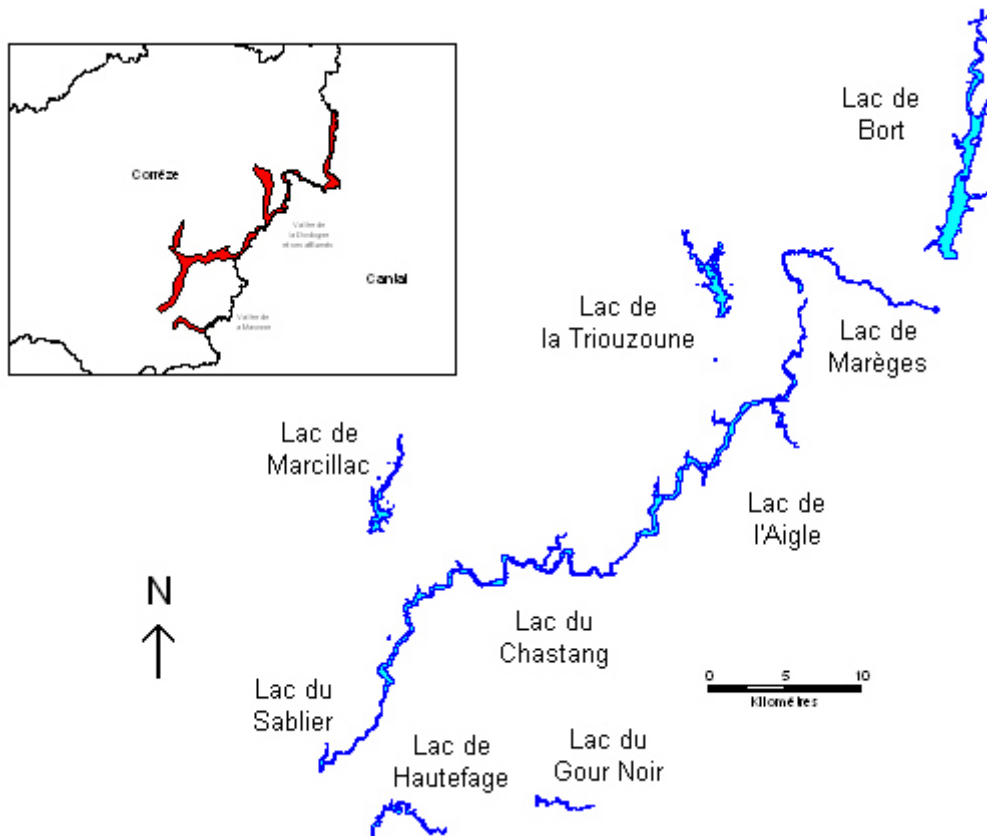 Corrèze
Cantal
Lac de
Bort
Lac de
la Triouzoune
Lac de
Marèges
Lac de
Marcillac
Lac de
l'Aigle
N
Lac du
Chastang
0 5 10
Kilomètres
Lac du
Sablier
Lac de
Hautefage
Lac du
Gour Noir